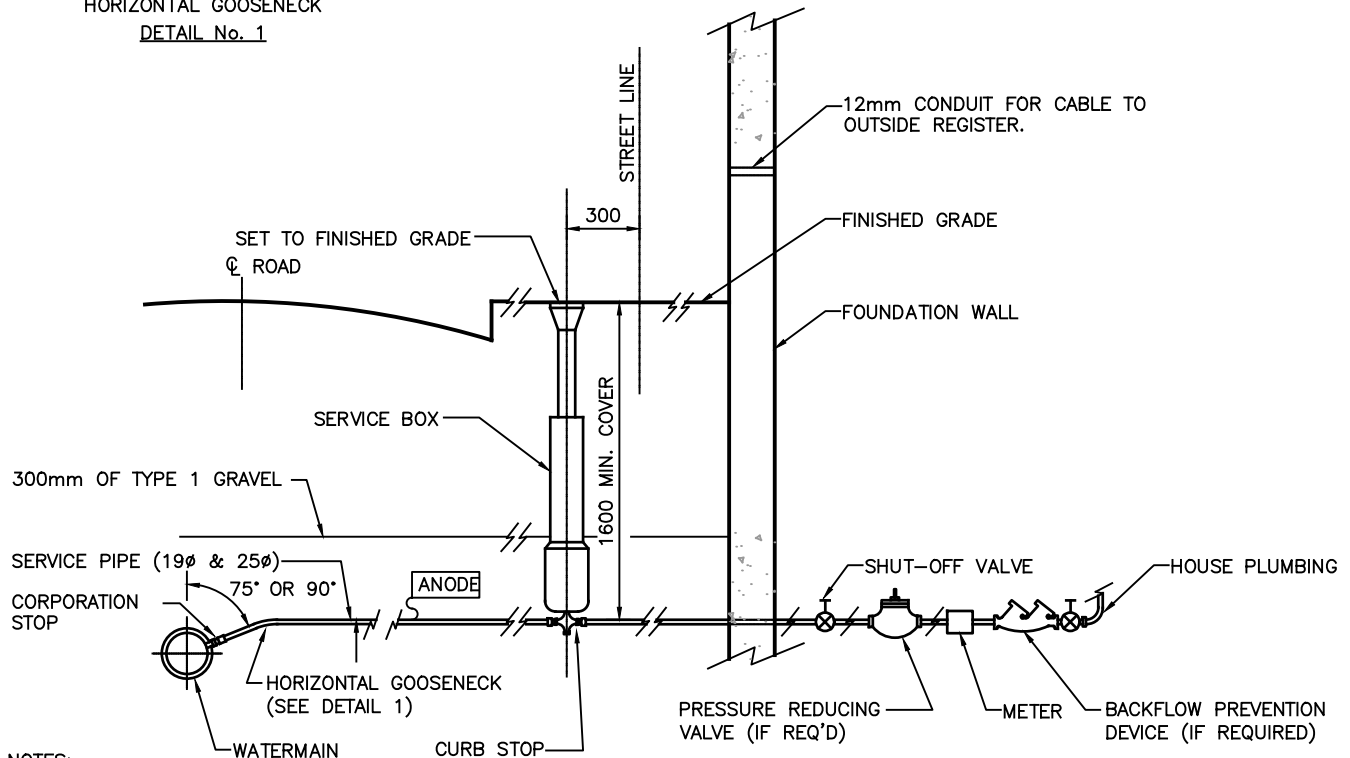 HORIZONTAL GOOSENECK
DETAIL No. 1
STREET LINE
12mm CONDUIT FOR CABLE TO
OUTSIDE REGISTER.
300
FINISHED GRADE
SET TO FINISHED GRADE
℄ ROAD
FOUNDATION WALL
1600 MIN. COVER
SERVICE BOX
300mm OF TYPE 1 GRAVEL
SERVICE PIPE (19ø & 25ø)
75° OR 90°
ANODE
SHUT-OFF VALVE
HOUSE PLUMBING
CORPORATION
STOP
HORIZONTAL GOOSENECK
(SEE DETAIL 1)
PRESSURE REDUCING
VALVE (IF REQ'D)
METER
BACKFLOW PREVENTION
DEVICE (IF REQUIRED)
WATERMAIN
CURB STOP
NOTES: